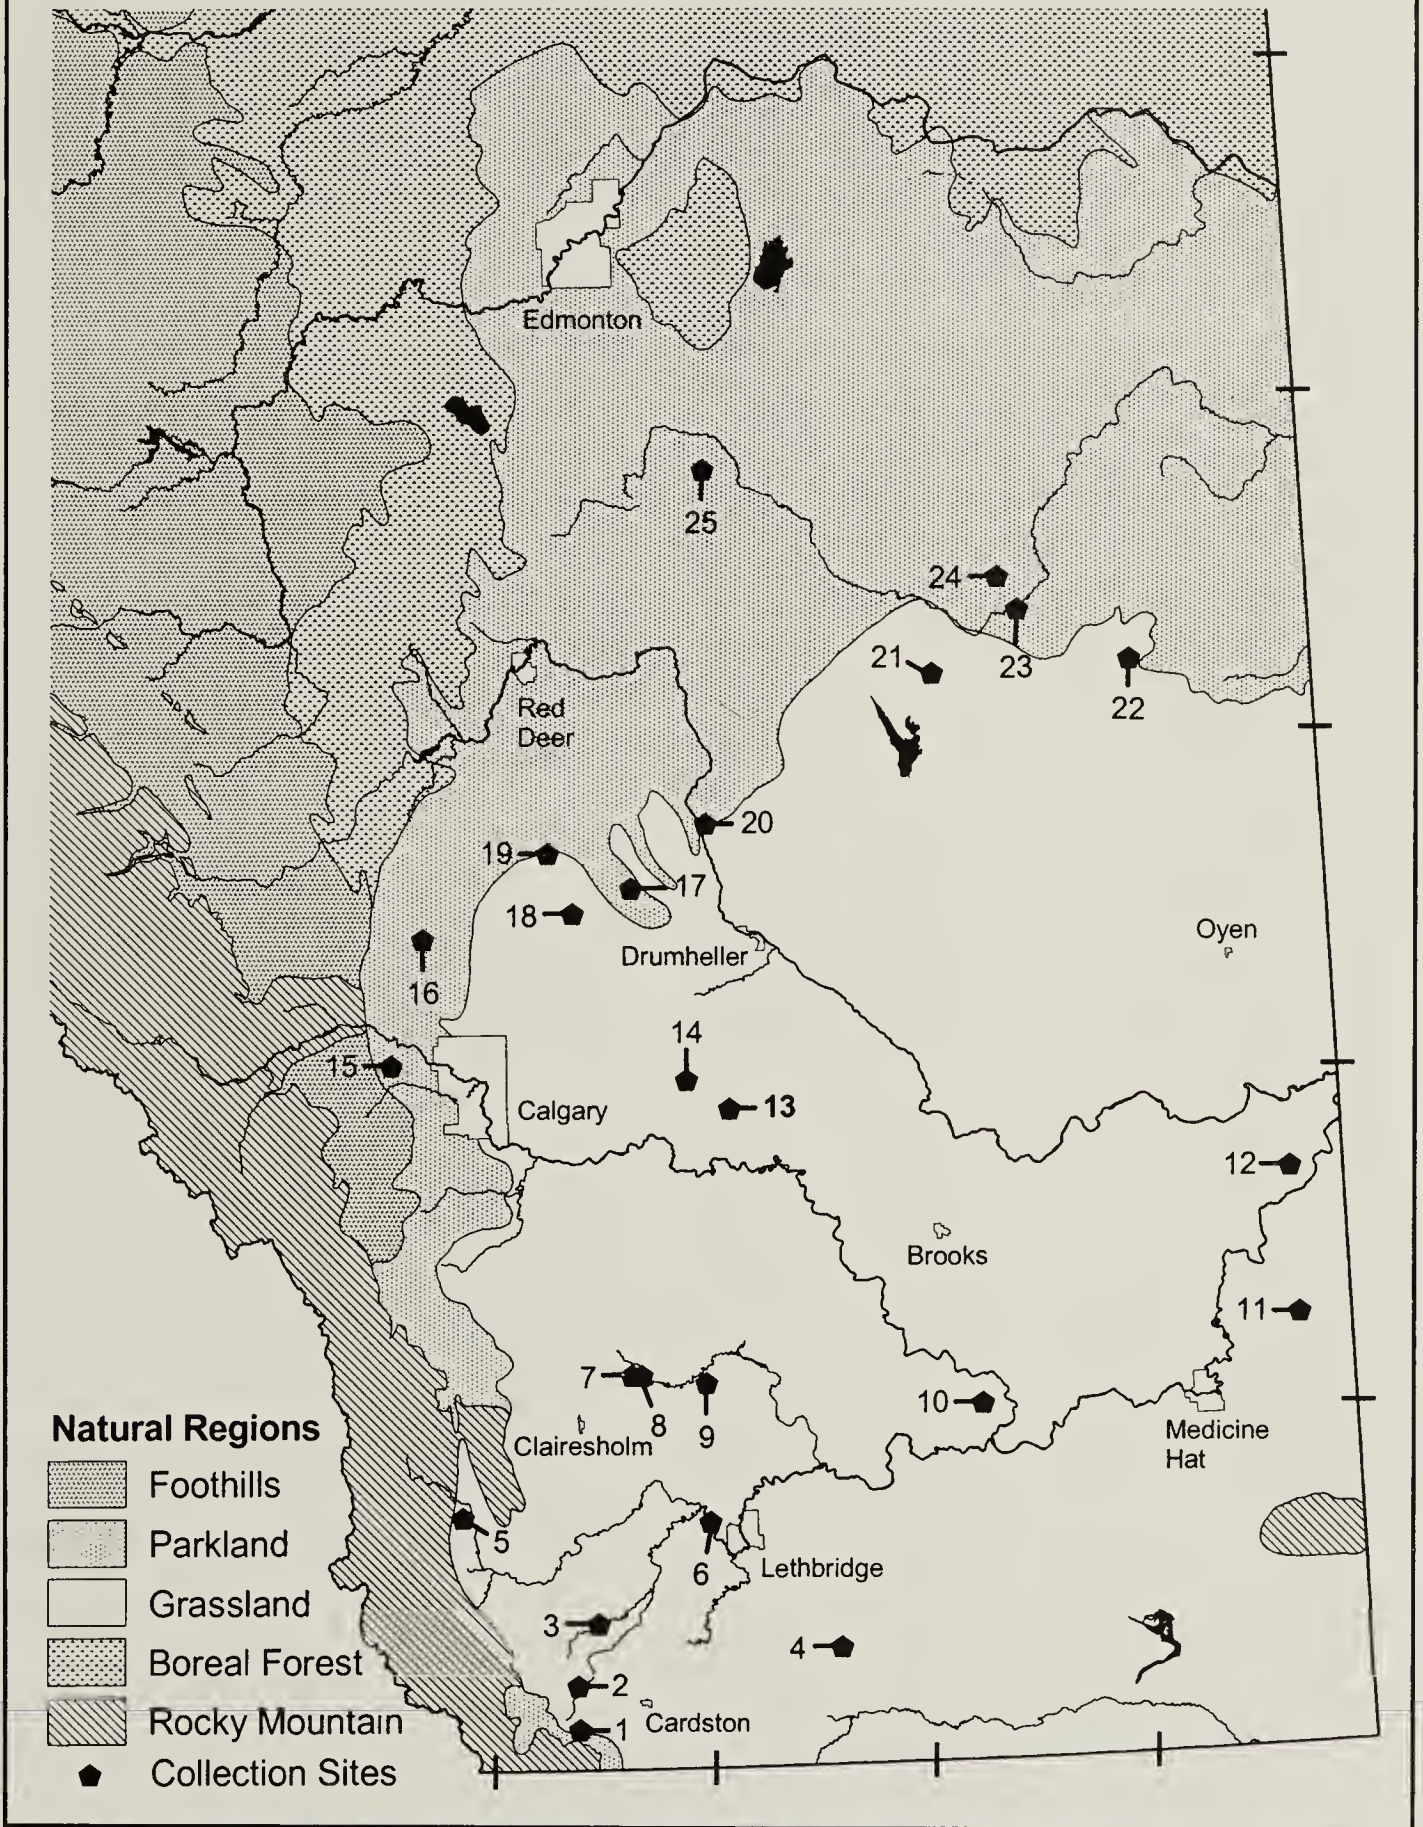 Edmonton
25
24
23
21
22
Red
Deer
20
19
17
18
Drumheller
Oyen
16
14
15
13
Calgary
12
Brooks
11
7
8
9
10
Clairesholm
Medicine
Hat
5
6
Lethbridge
3
4
2
1
Cardston
Natural Regions
Foothills
Parkland
Grassland
Boreal Forest
Rocky Mountain
Collection Sites